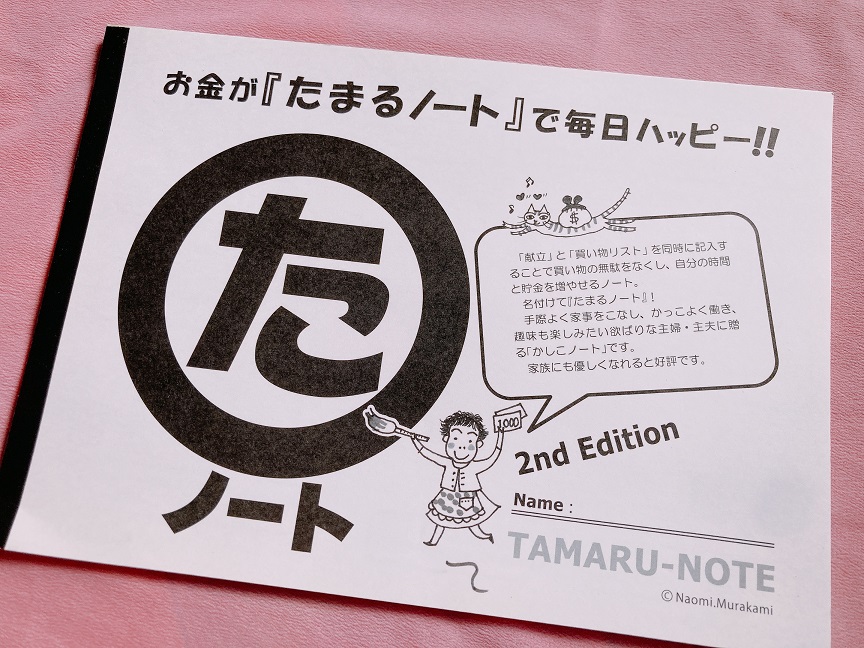 お金が『たまるノート』で毎日ハッピー!!
た
ノート
$
「献立」と「買い物リスト」を同時に記入す
ることで買い物の無駄をなくし、自分の時間
と貯金を増やせるノート。
名付けて『たまるノート』!
手際よく家事をこなし、かっこよく働き、
趣味も楽しみたい欲ばりな主婦・主夫に贈
る「かしこノート」です。
家族にも優しくなれると好評です。
1000
2nd Edition
Name :
TAMARU-NOTE
© Naomi.Murakami